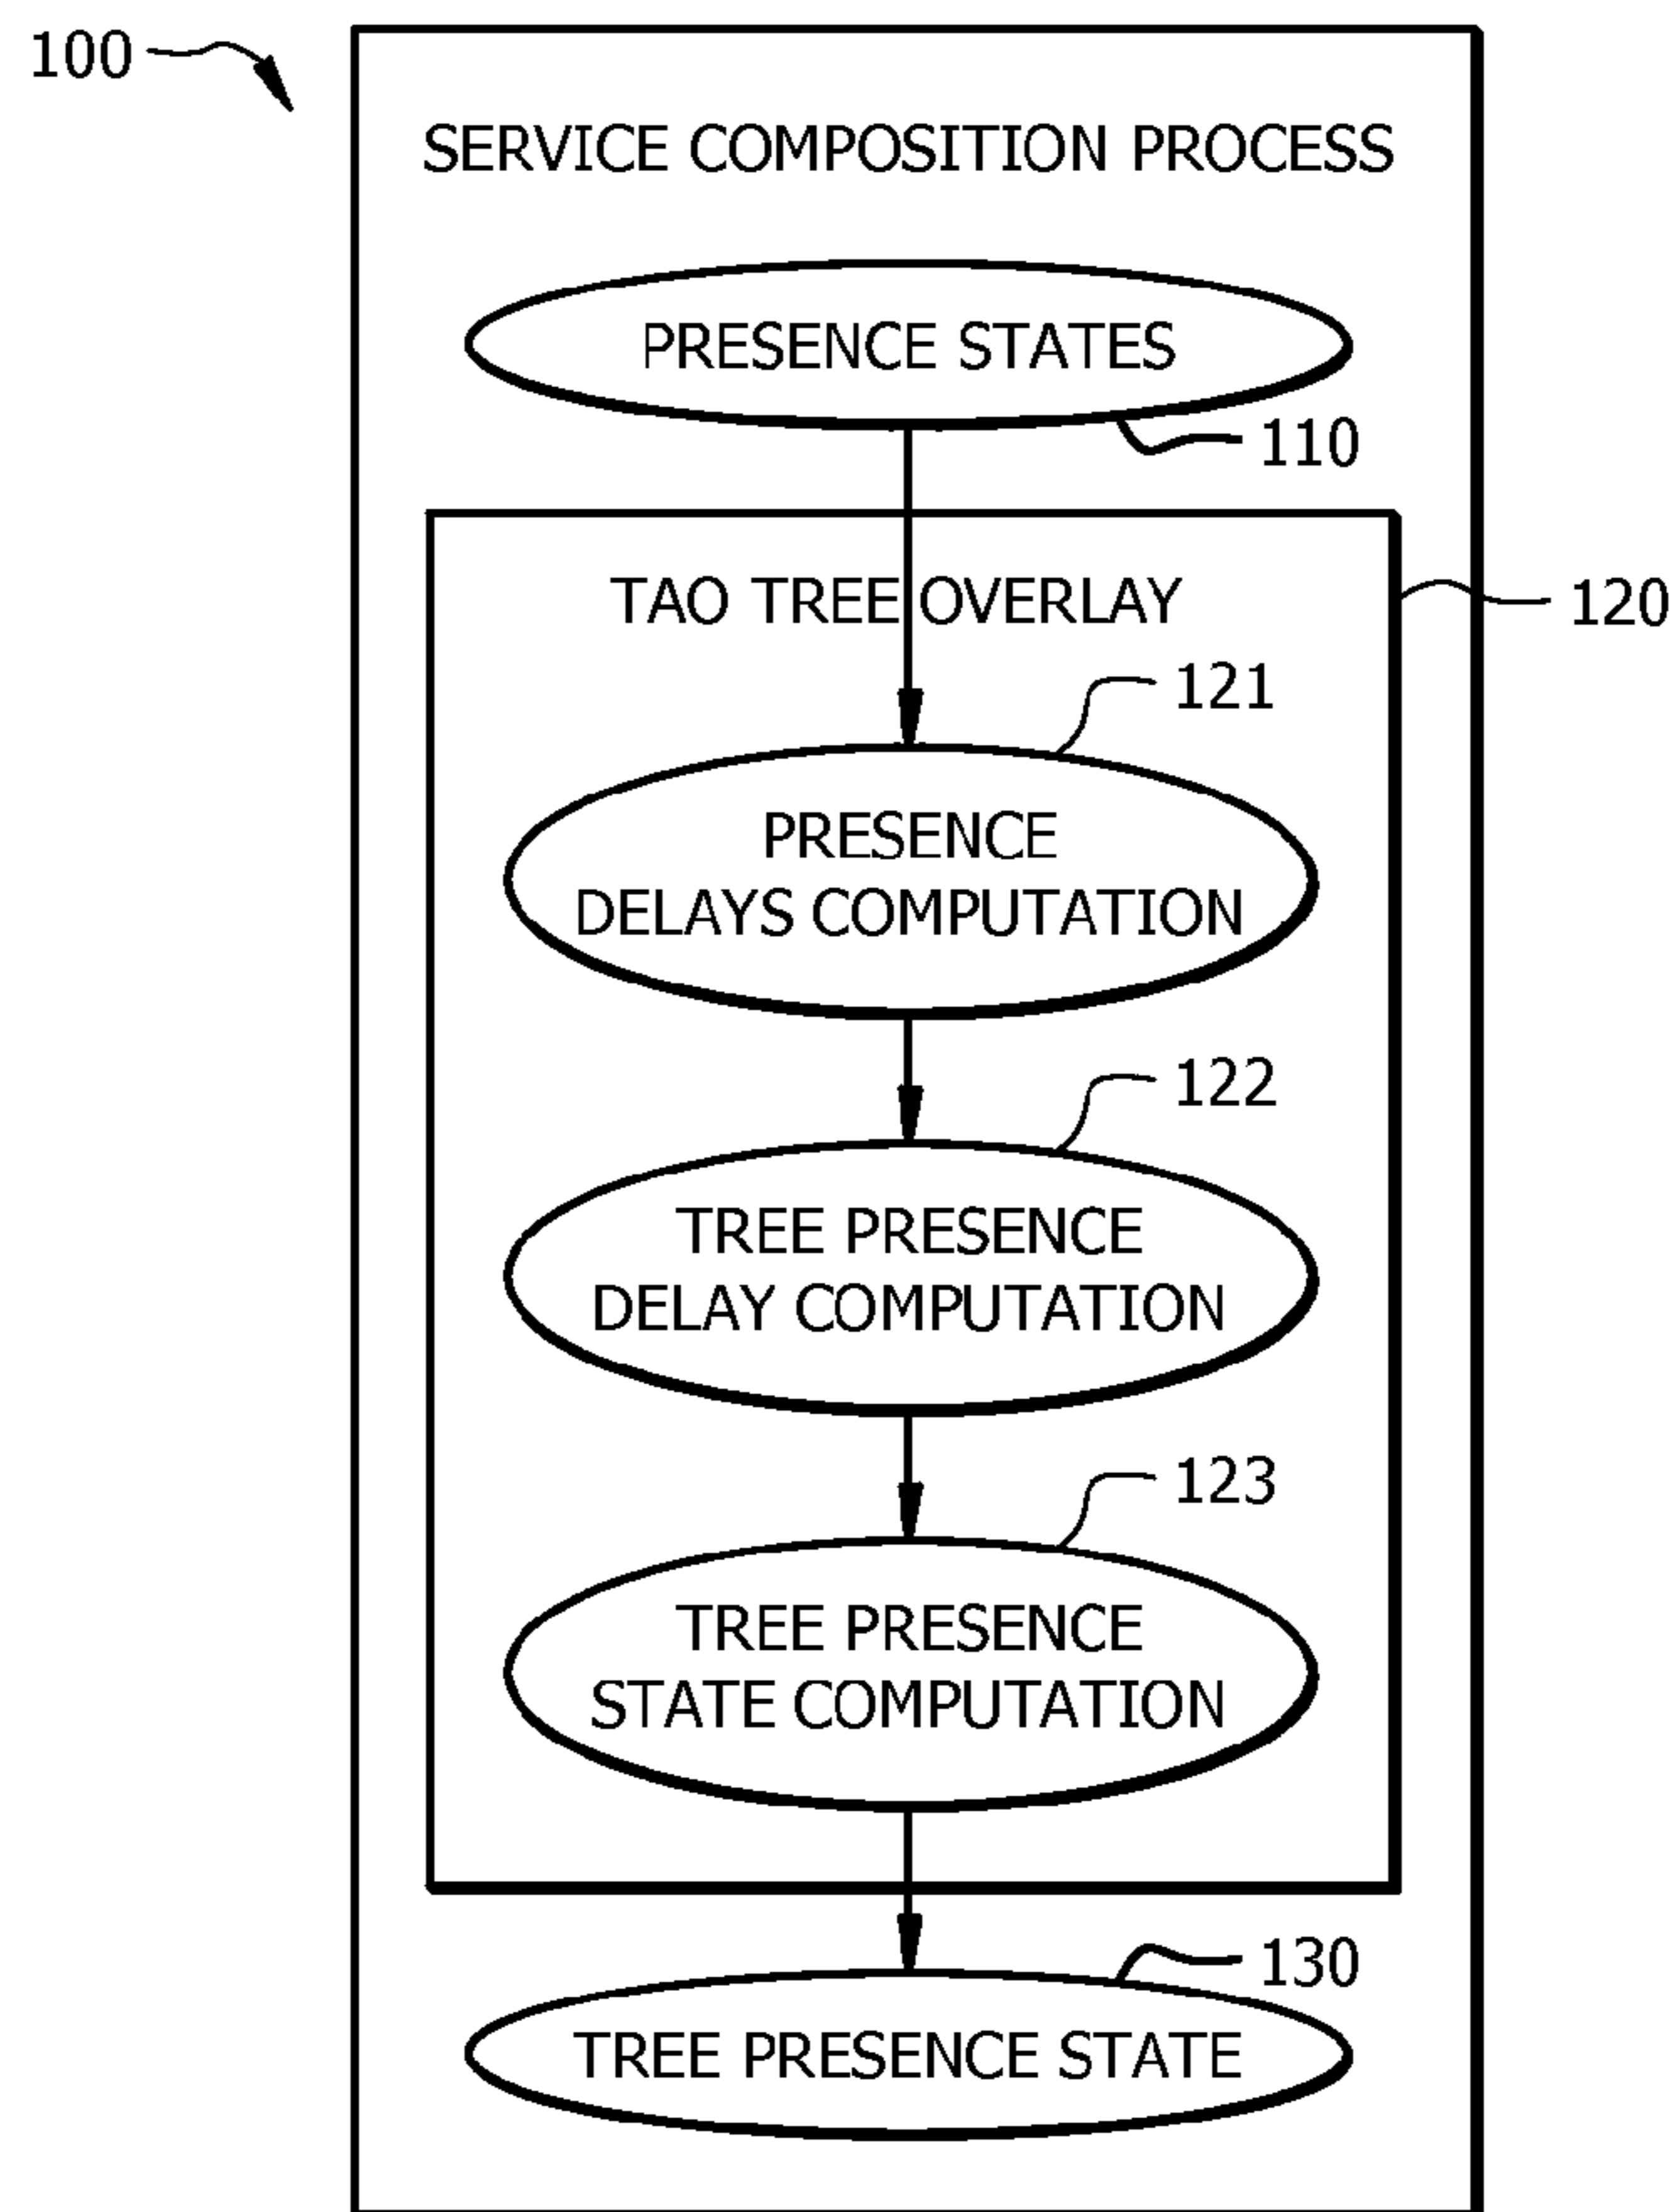 100
SERVICE COMPOSITION PROCESS
PRESENCE STATES
110
TAO TREE OVERLAY
120
121
PRESENCE
DELAYS COMPUTATION
122
TREE PRESENCE
DELAY COMPUTATION
123
TREE PRESENCE
STATE COMPUTATION
130
TREE PRESENCE STATE